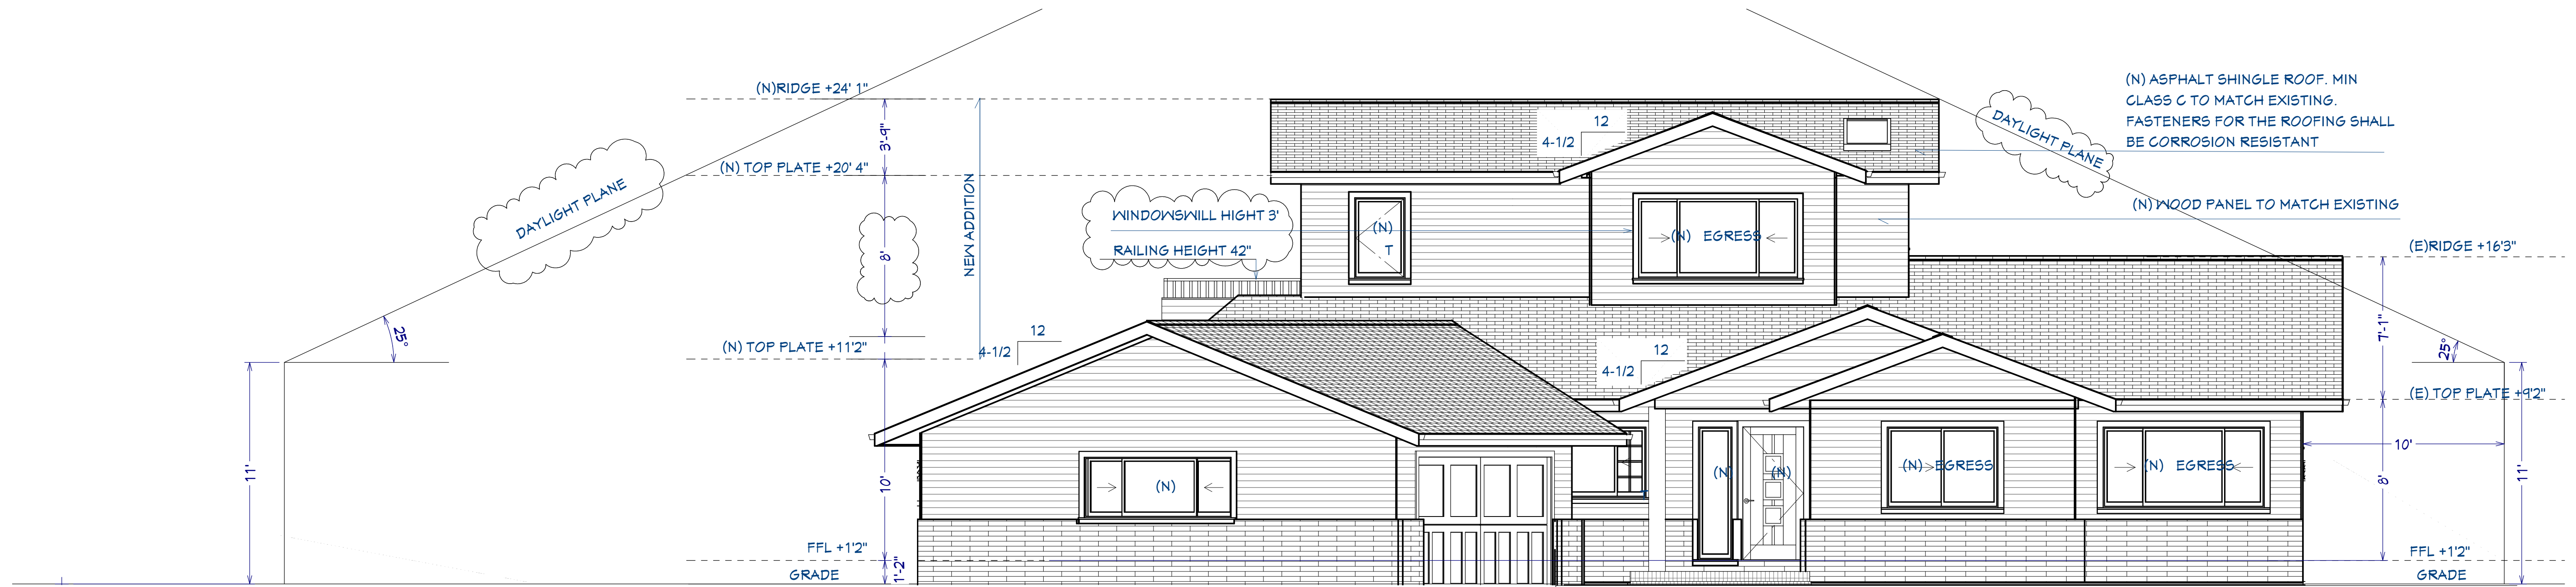 (N)RIDGE +24' 1"
3'-9"
(N) TOP PLATE +20' 4"
8'
NEW ADDITION
(N) TOP PLATE +11'2"
10'
FFL +1'2"
1'-2"
GRADE
DAYLIGHT PLANE
25°
11'
WINDOWSWILL HIGHT 3'
RAILING HEIGHT 42"
12
4-1/2
12
4-1/2
12
4-1/2
(N)
T
(N) EGRESS
(N)
(N)
(N)
(N) EGRESS
(N) EGRESS
DAYLIGHT PLANE
(N) ASPHALT SHINGLE ROOF. MIN
CLASS C TO MATCH EXISTING.
FASTENERS FOR THE ROOFING SHALL
BE CORROSION RESISTANT
(N) WOOD PANEL TO MATCH EXISTING
(E)RIDGE +16'3"
7'-1"
25°
(E) TOP PLATE +9'2"
10'
8'
11'
FFL +1'2"
GRADE